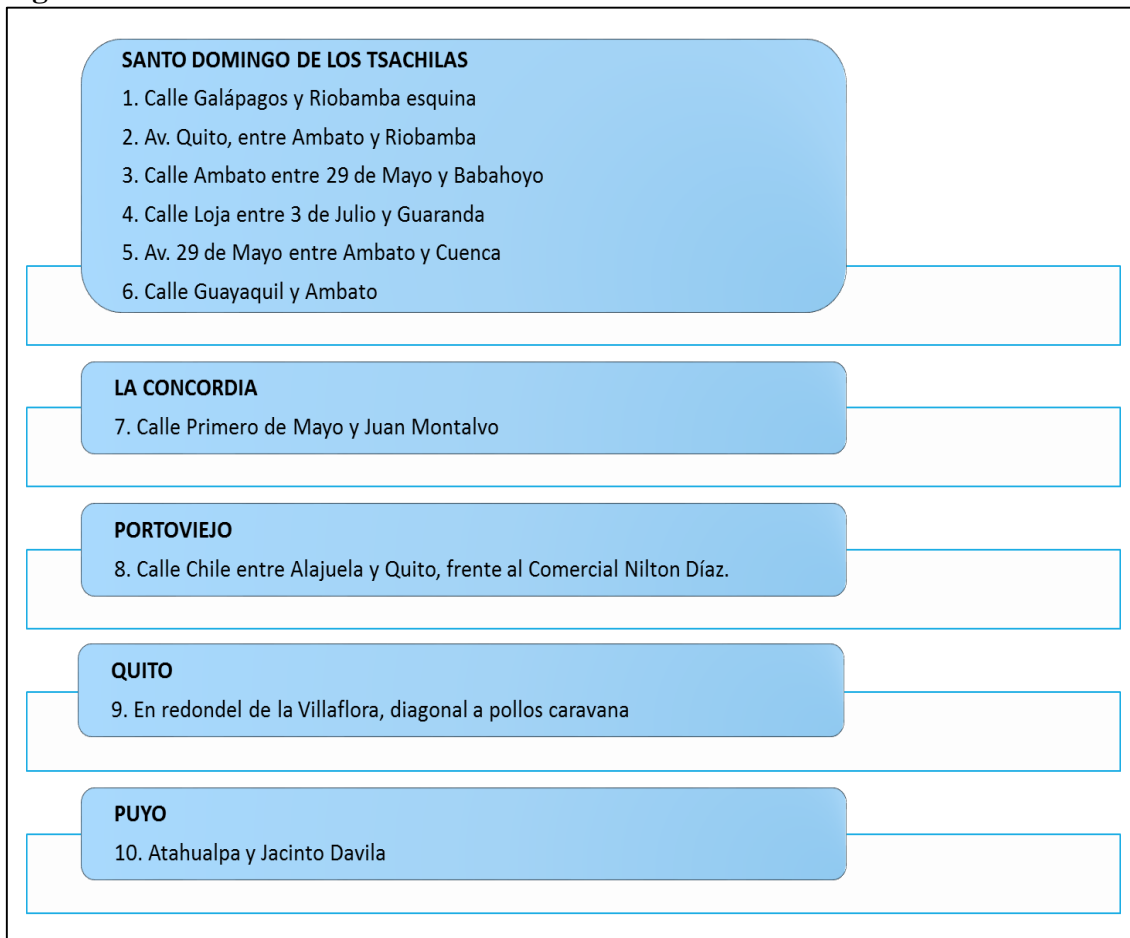 SANTO DOMINGO DE LOS TSACHILAS
1. Calle Galápagos y Riobamba esquina
2. Av. Quito, entre Ambato y Riobamba
3. Calle Ambato entre 29 de Mayo y Babahoyo
4. Calle Loja entre 3 de Julio y Guaranda
5. Av. 29 de Mayo entre Ambato y Cuenca
6. Calle Guayaquil y Ambato
LA CONCORDIA
7. Calle Primero de Mayo y Juan Montalvo
PORTOVIEJO
8. Calle Chile entre Alajuela y Quito, frente al Comercial Nilton Díaz.
QUITO
9. En redondel de la Villaflora, diagonal a pollos caravana
PUYO
10. Atahualpa y Jacinto Davila